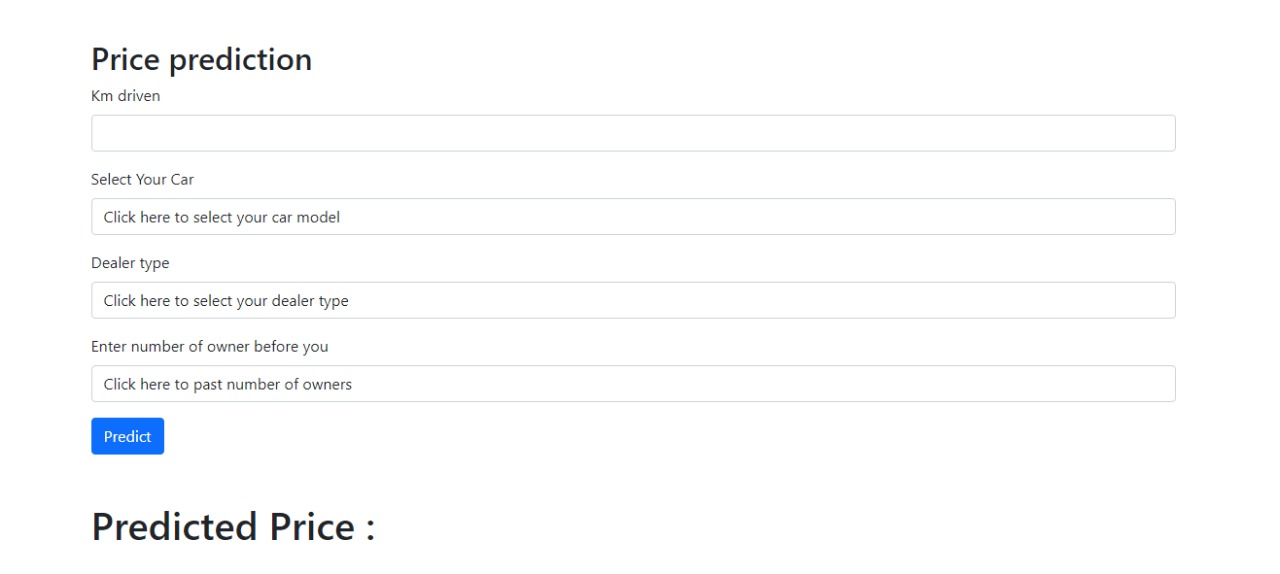 Price prediction
Km driven
Select Your Car
Click here to select your car model
Dealer type
Click here to select your dealer type
Enter number of owner before you
Click here to past number of owners
Predict
Predicted Price :